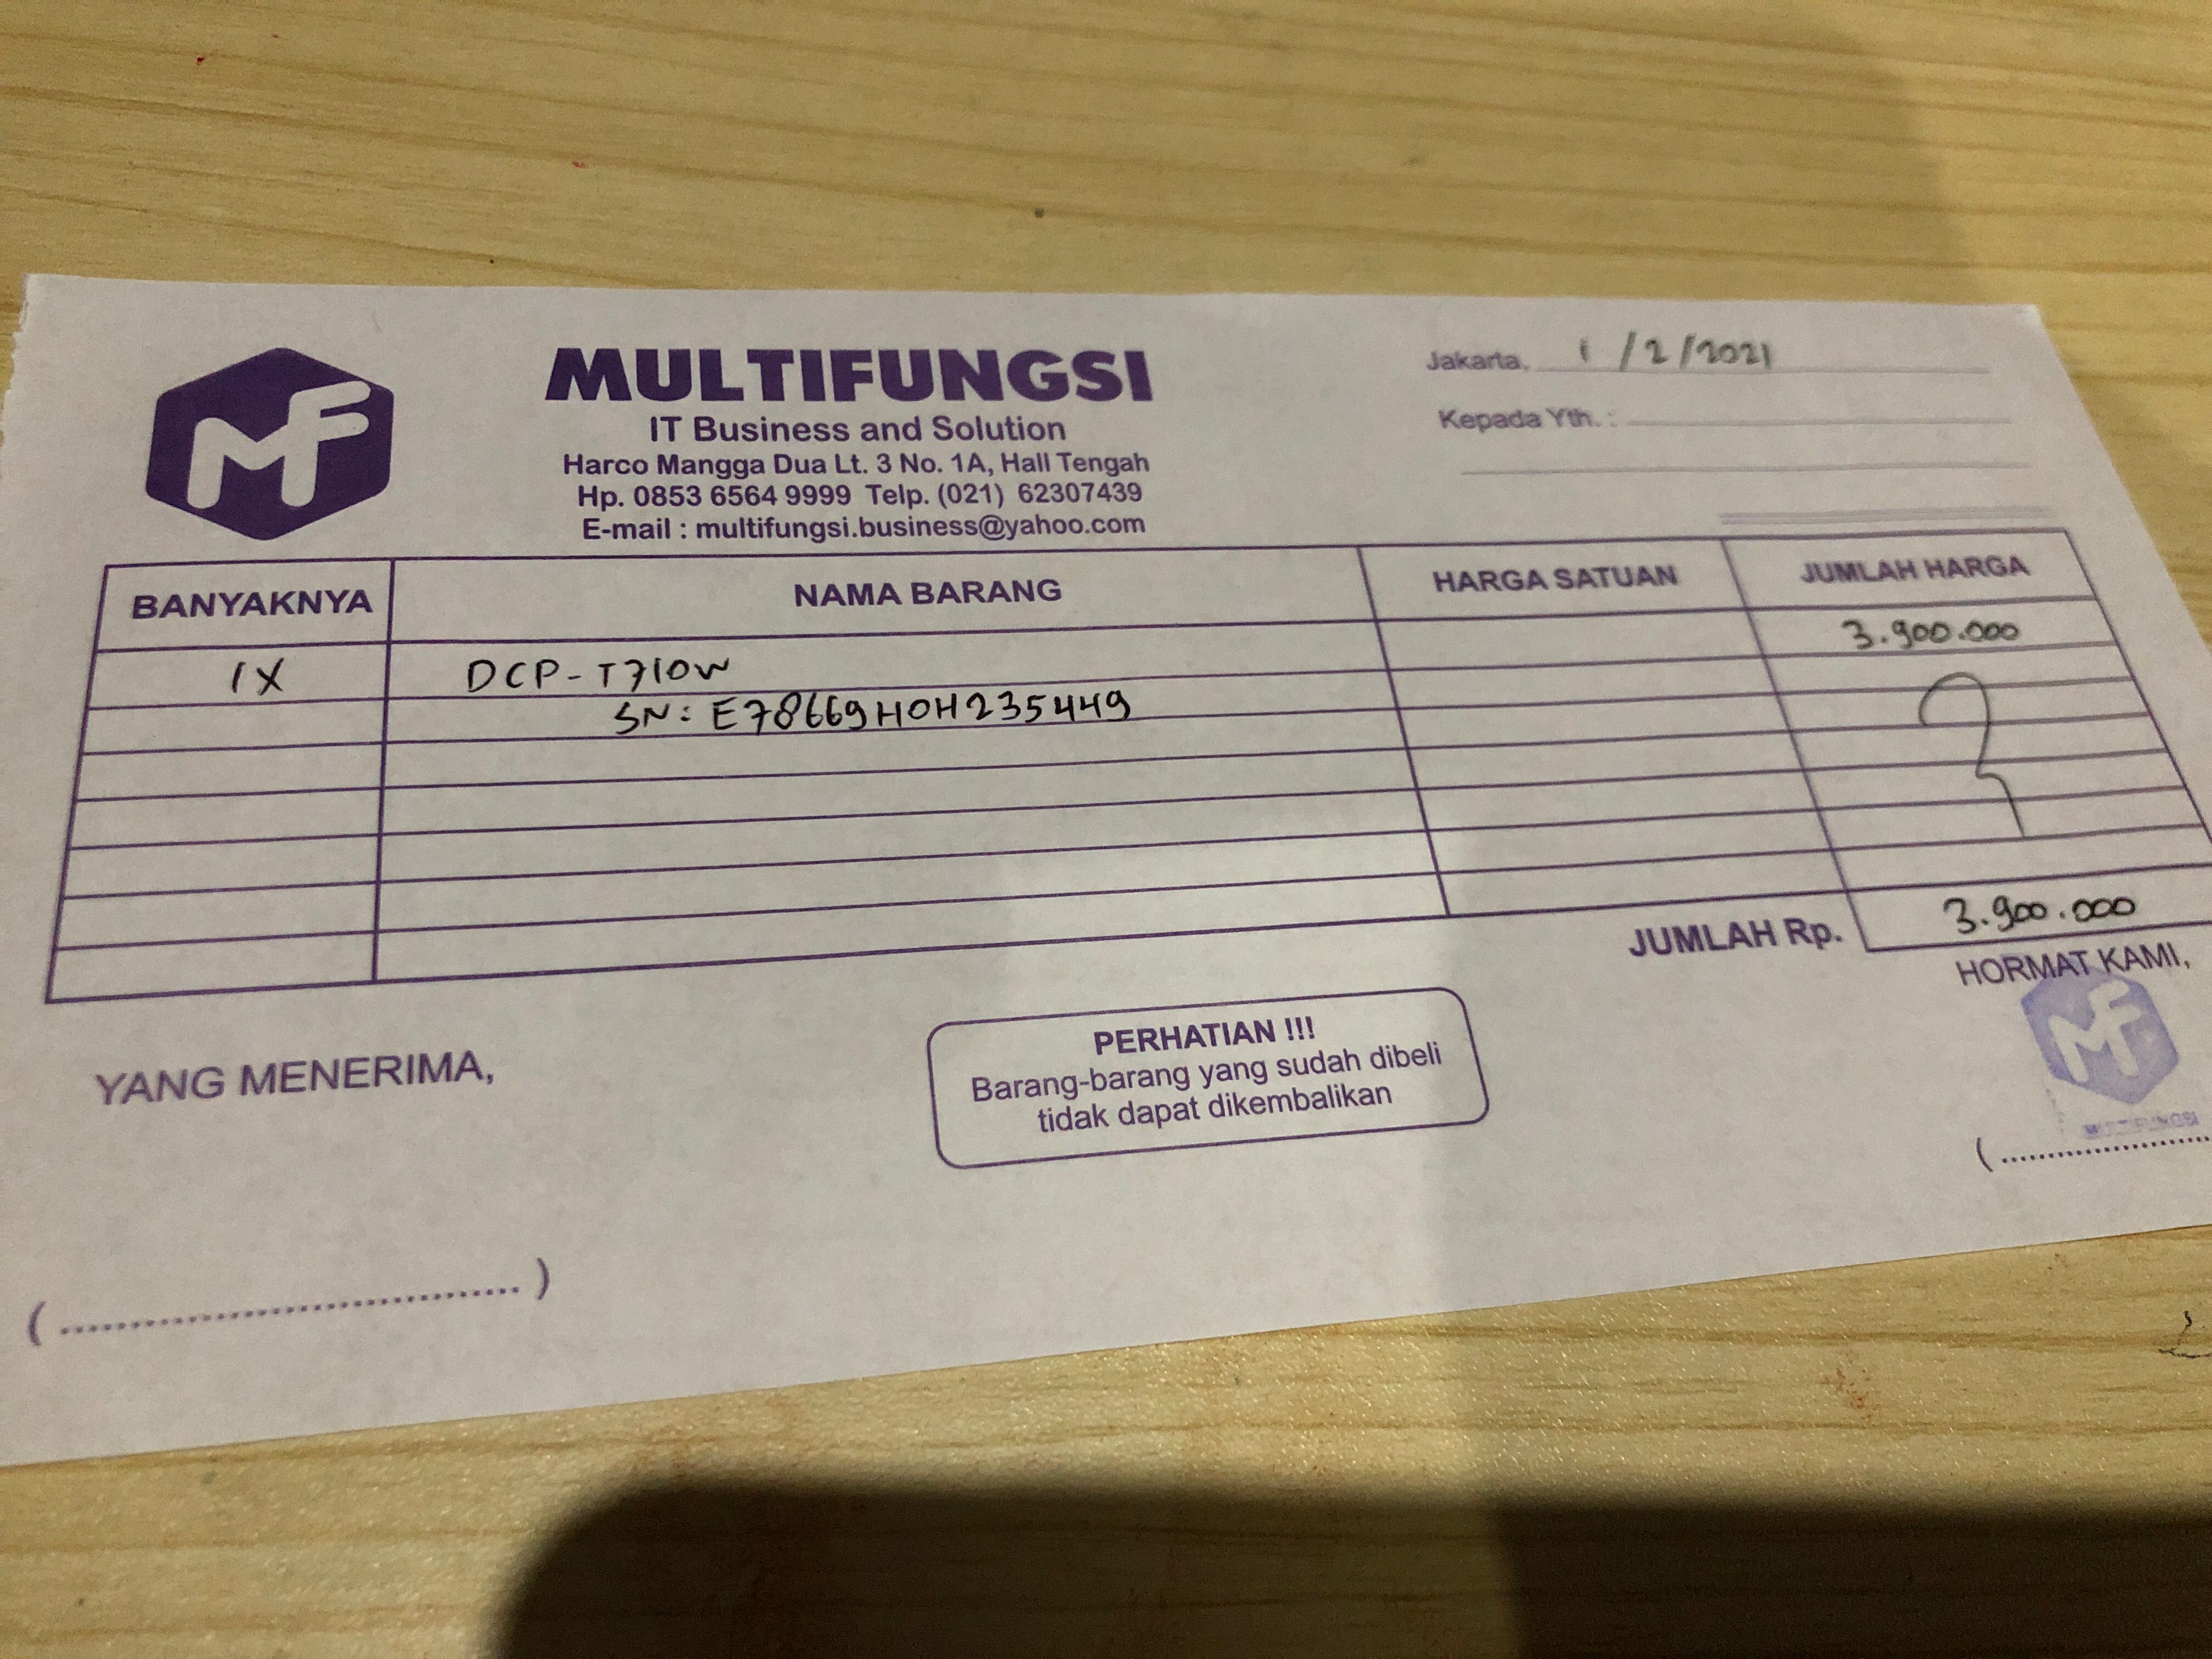 MF
MULTIFUNGSI
IT Business and Solution
Harco Mangga Dua Lt. 3 No. 1A, Hall Tengah
Hp. 0853 6564 9999 Telp. (021) 62307439
E-mail : multifungsi.business@yahoo.com
Jakarta, 1/2/2021
Kepada Yth. :
BANYAKNYA NAMA BARANG HARGA SATUAN JUMLAH HARGA
1X DCP-T710W 3.900.000
SN: E78669H0H235449
JUMLAH Rp. 3.900.000
YANG MENERIMA,
PERHATIAN !!!
Barang-barang yang sudah dibeli
tidak dapat dikembalikan
HORMAT KAMI,
MF
MULTIFUNGSI